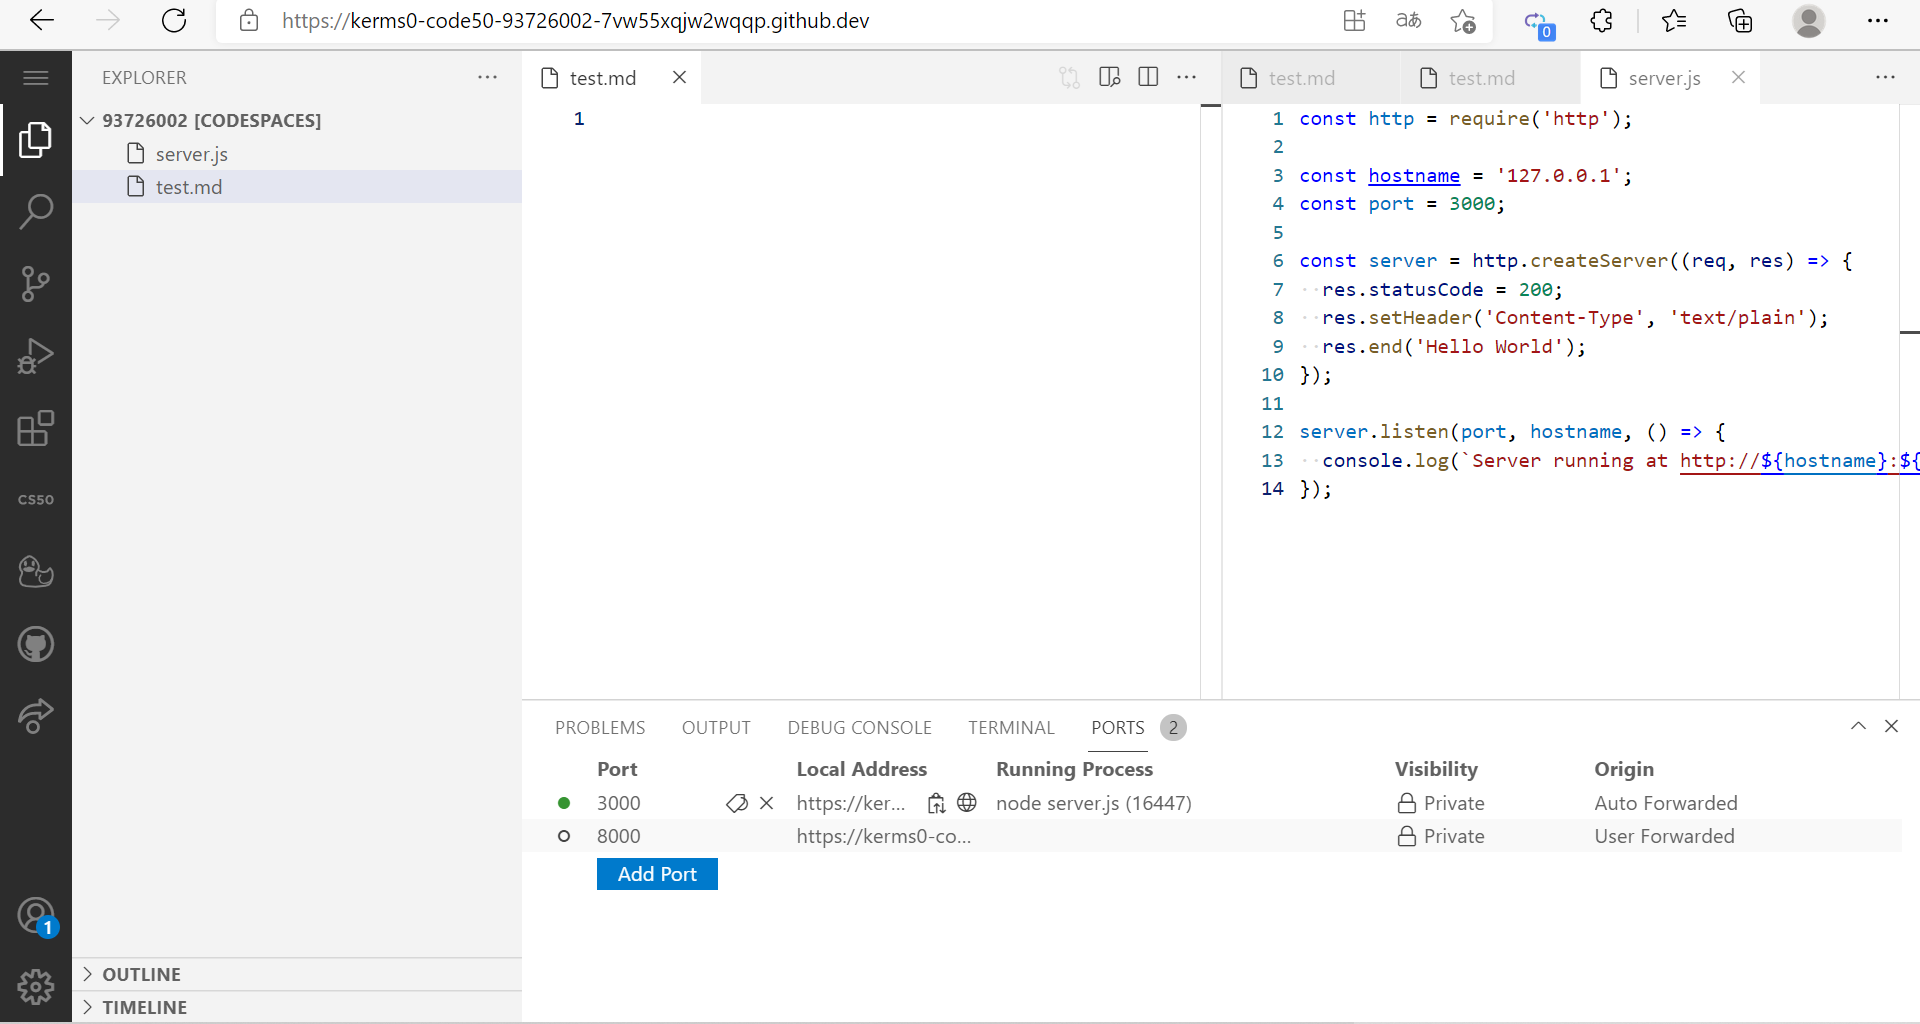 https://kerms0-code50-93726002-7vw55xqjw2wqqp.github.dev
aあ
0
EXPLORER
93726002 [CODESPACES]
server.js
test.md
CS50
1
OUTLINE
TIMELINE
test.md
1
test.md
test.md
server.js
1 const http = require('http');
2
3 const hostname = '127.0.0.1';
4 const port = 3000;
5
6 const server = http.createServer((req, res) => {
7 res.statusCode = 200;
8 res.setHeader('Content-Type', 'text/plain');
9 res.end('Hello World');
10 });
11
12 server.listen(port, hostname, () => {
13 console.log(`Server running at http://${hostname}:${
14 });
PROBLEMS OUTPUT DEBUG CONSOLE TERMINAL PORTS 2
Port Local Address Running Process Visibility Origin
3000 https://ker... node server.js (16447) Private Auto Forwarded
8000 https://kerms0-co... Private User Forwarded
Add Port